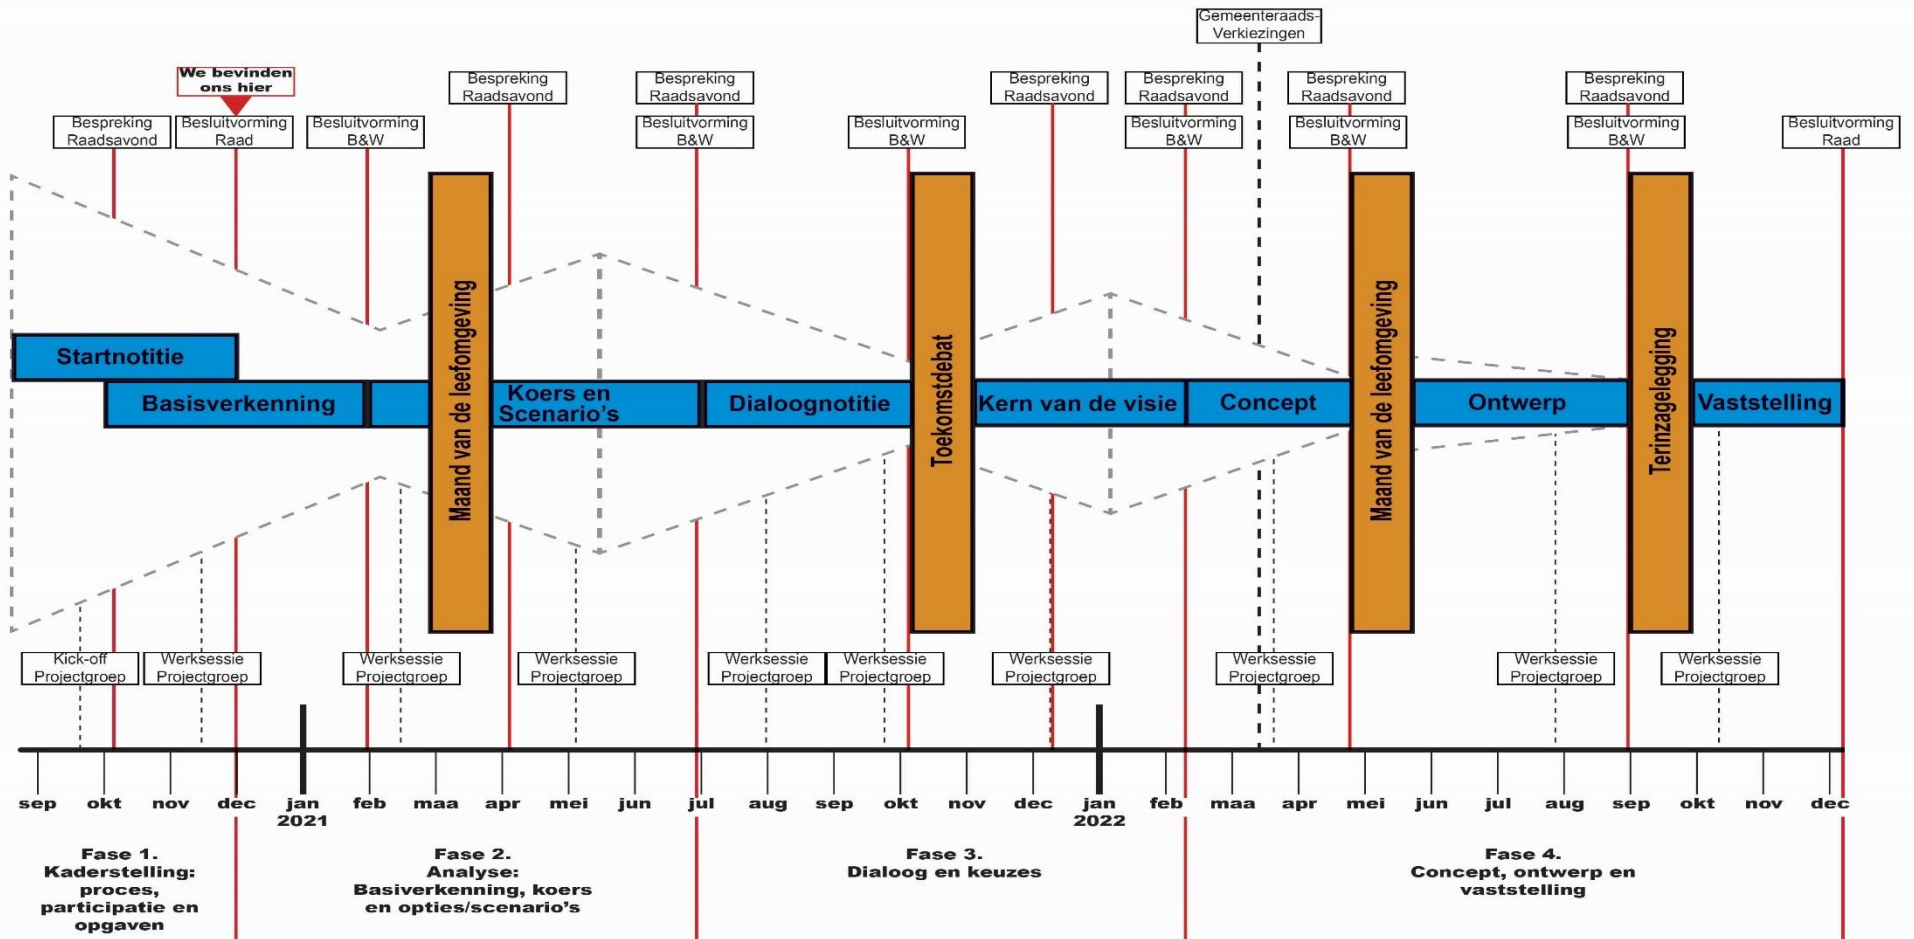 Gemeenteraads-
Verkiezingen
We bevinden
ons hier
Bespreking
Raadsavond
Bespreking
Raadsavond
Bespreking
Raadsavond
Bespreking
Raadsavond
Bespreking
Raadsavond
Bespreking
Raadsavond
Bespreking
Raadsavond
Besluitvorming
Raad
Besluitvorming
B&W
Besluitvorming
B&W
Besluitvorming
B&W
Besluitvorming
B&W
Besluitvorming
B&W
Besluitvorming
B&W
Besluitvorming
Raad
Startnotitie
Basisverkenning
Maand van de leefomgeving
Koers en
Scenario's
Dialoognotitie
Toekomstdebat
Kern van de visie
Concept
Maand van de leefomgeving
Ontwerp
Terinzagelegging
Vaststelling
Kick-off
Projectgroep
Werksessie
Projectgroep
Werksessie
Projectgroep
Werksessie
Projectgroep
Werksessie
Projectgroep
Werksessie
Projectgroep
Werksessie
Projectgroep
Werksessie
Projectgroep
Werksessie
Projectgroep
Werksessie
Projectgroep
sep okt nov dec jan feb maa apr mei jun jul aug sep okt nov dec jan feb maa apr mei jun jul aug sep okt nov dec
2021 2022
Fase 1.
Kaderstelling:
proces,
participatie en
opgaven
Fase 2.
Analyse:
Basiverkenning, koers
en opties/scenario's
Fase 3.
Dialoog en keuzes
Fase 4.
Concept, ontwerp en
vaststelling